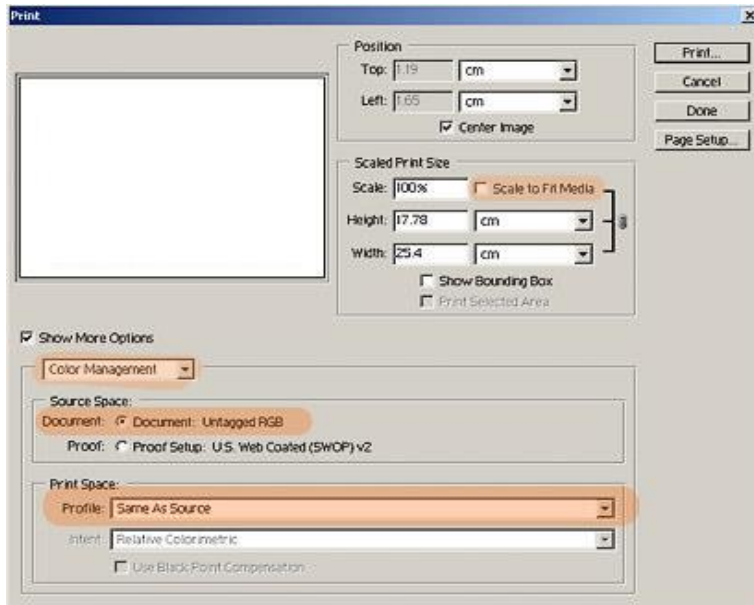 Print
Position
Top: 1.19 cm
Left: 1.65 cm
Center Image
Print...
Cancel
Done
Page Setup...
Scaled Print Size
Scale: 100% Scale to Fit Media
Height: 17.78 cm
Width: 25.4 cm
Show Bounding Box
Print Selected Area
Show More Options
Color Management
Source Space:
Document: Document: Untagged RGB
Proof: Proof Setup: U.S. Web Coated (SWOP) v2
Print Space:
Profile: Same As Source
Intent: Relative Colorimetric
Use Black Point Compensation